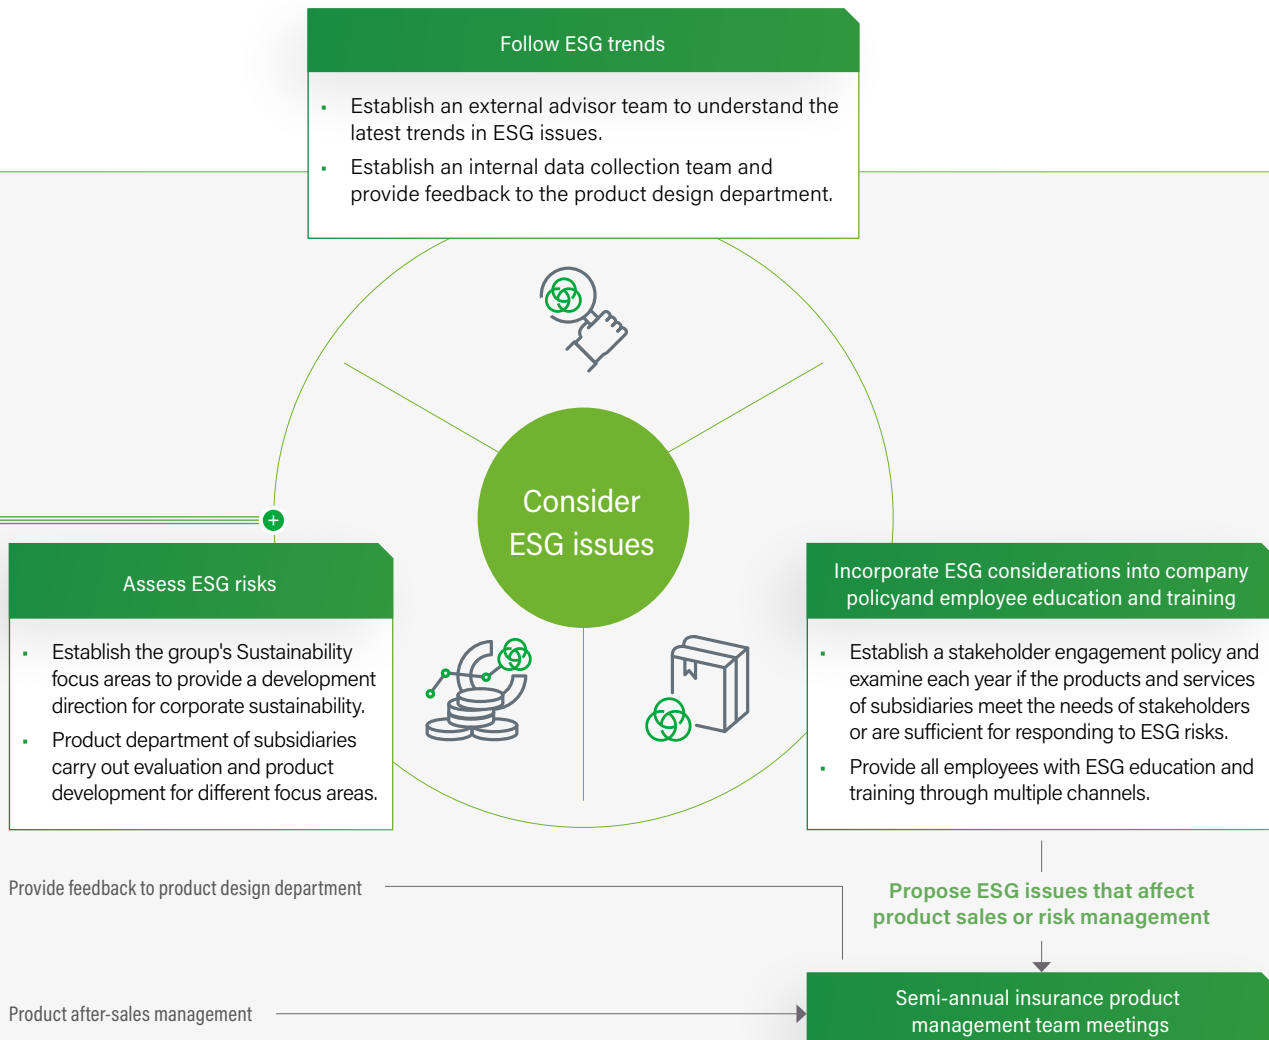 Follow ESG trends
▪ Establish an external advisor team to understand the
latest trends in ESG issues.
▪ Establish an internal data collection team and
provide feedback to the product design department.
Consider
ESG issues
Assess ESG risks
▪ Establish the group's Sustainability
focus areas to provide a development
direction for corporate sustainability.
▪ Product department of subsidiaries
carry out evaluation and product
development for different focus areas.
Incorporate ESG considerations into company
policyand employee education and training
▪ Establish a stakeholder engagement policy and
examine each year if the products and services
of subsidiaries meet the needs of stakeholders
or are sufficient for responding to ESG risks.
▪ Provide all employees with ESG education and
training through multiple channels.
Provide feedback to product design department
Propose ESG issues that affect
product sales or risk management
Product after-sales management
Semi-annual insurance product
management team meetings